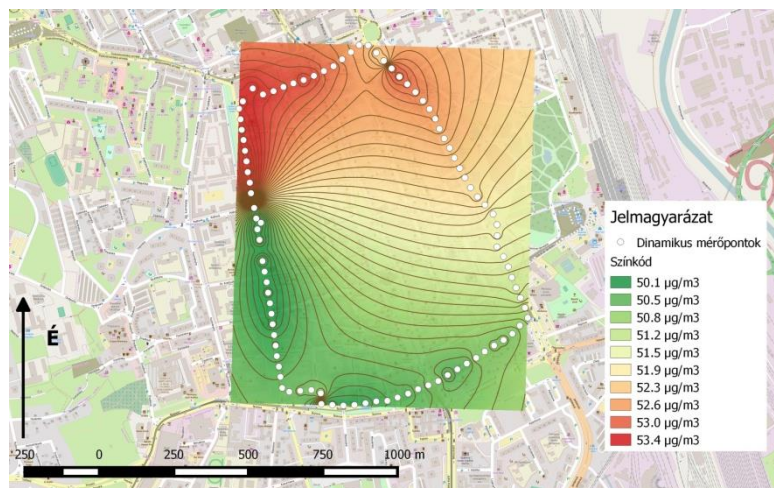 Jelmagyarázat
Dinamikus mérőpontok
Színkód
50.1 µg/m3
50.5 µg/m3
50.8 µg/m3
51.2 µg/m3
51.5 µg/m3
51.9 µg/m3
52.3 µg/m3
52.6 µg/m3
53.0 µg/m3
53.4 µg/m3
É
250 0 250 500 750 1000 m